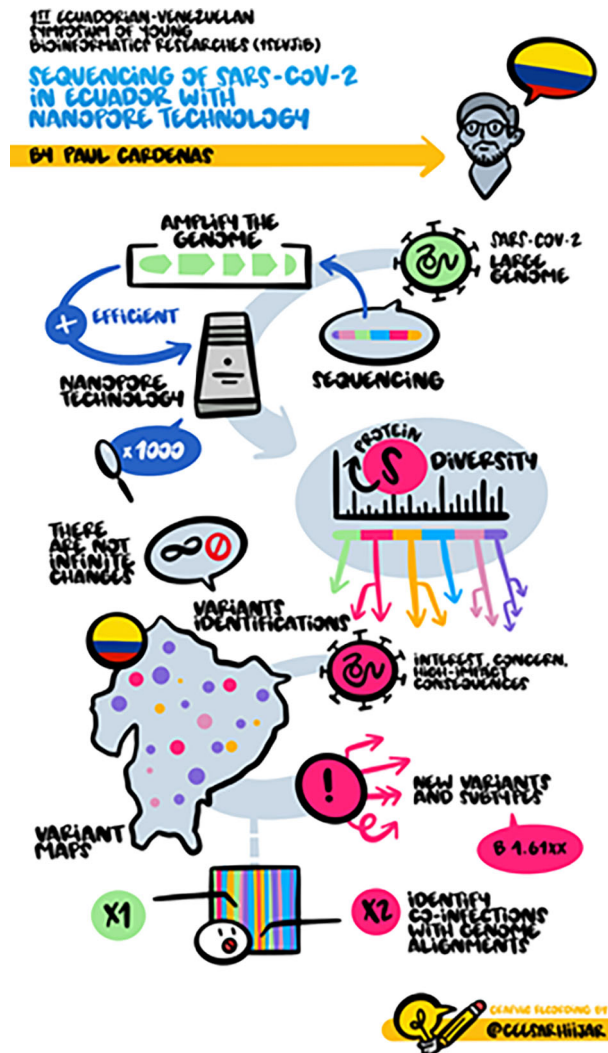 1ST ECUADORIAN-VENEZUELAN
SYMPOSIUM OF YOUNG
BIOINFORMATICS RESEARCHES (1SEVJIB)
SEQUENCING OF SARS-COV-2
IN ECUADOR WITH
NANOPORE TECHNOLOGY
BY PAUL CARDENAS
AMPLIFY THE
GENOME
SARS-COV-2
LARGE
GENOME
+ EFFICIENT
SEQUENCING
NANOPORE
TECHNOLOGY
x1000
PROTEIN
S
DIVERSITY
THERE
ARE NOT
INFINITE
CHANGES
VARIANTS
IDENTIFICATIONS
INTEREST, CONCERN,
HIGH-IMPACT
CONSEQUENCES
!
NEW VARIANTS
AND SUBTYPES
B 1.61xx
VARIANT
MAPS
X1
X2
IDENTIFY
CO-INFECTIONS
WITH GENOME
ALIGNMENTS
GRAPHIC RECORDING BY